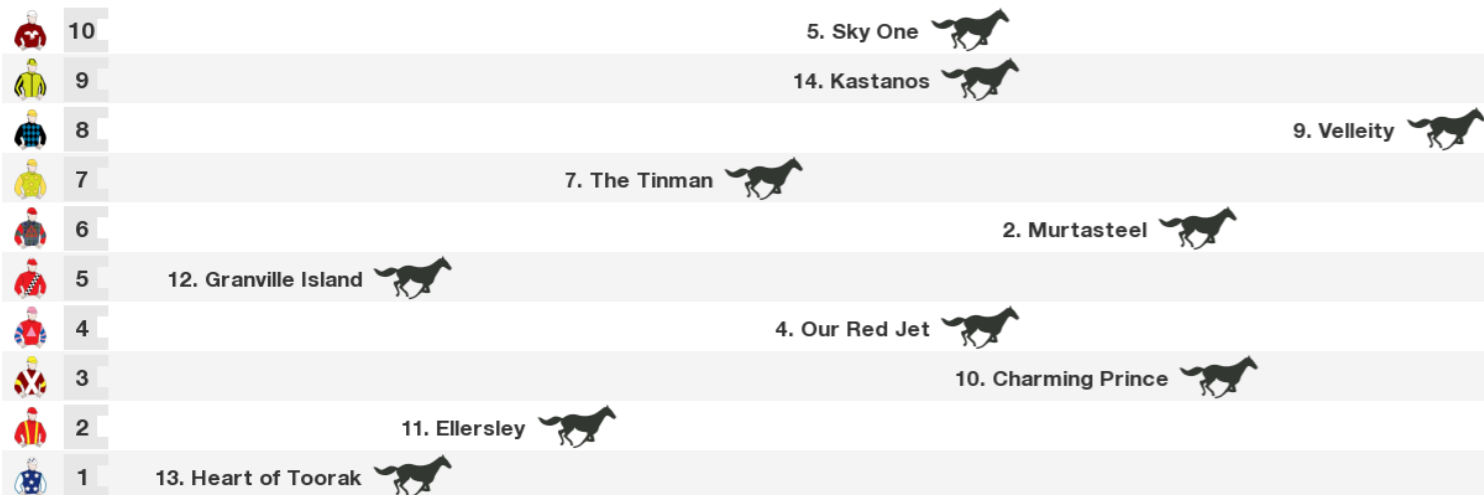 10 5. Sky One
9 14. Kastanos
8 9. Velleity
7 7. The Tinman
6 2. Murtasteel
5 12. Granville Island
4 4. Our Red Jet
3 10. Charming Prince
2 11. Ellersley
1 13. Heart of Toorak